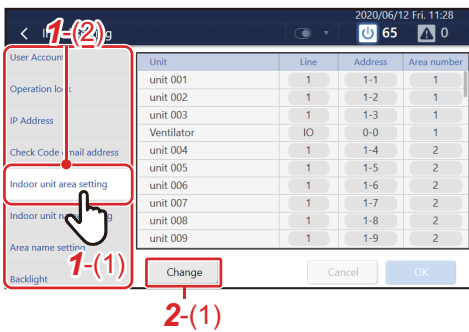 2020/06/12 Fri. 11:28
65
0
1-(2)
User Account
Operation lock
IP Address
Check Code email address
Indoor unit area setting
Indoor unit
Area name setting
Backlight
Unit Line Address Area number
unit 001 1 1-1 1
unit 002 1 1-2 1
unit 003 1 1-3 1
Ventilator IO 0-0 1
unit 004 1 1-4 2
unit 005 1 1-5 2
unit 006 1 1-6 2
unit 007 1 1-7 2
unit 008 1 1-8 2
unit 009 1 1-9 2
1-(1)
Change Cancel OK
2-(1)